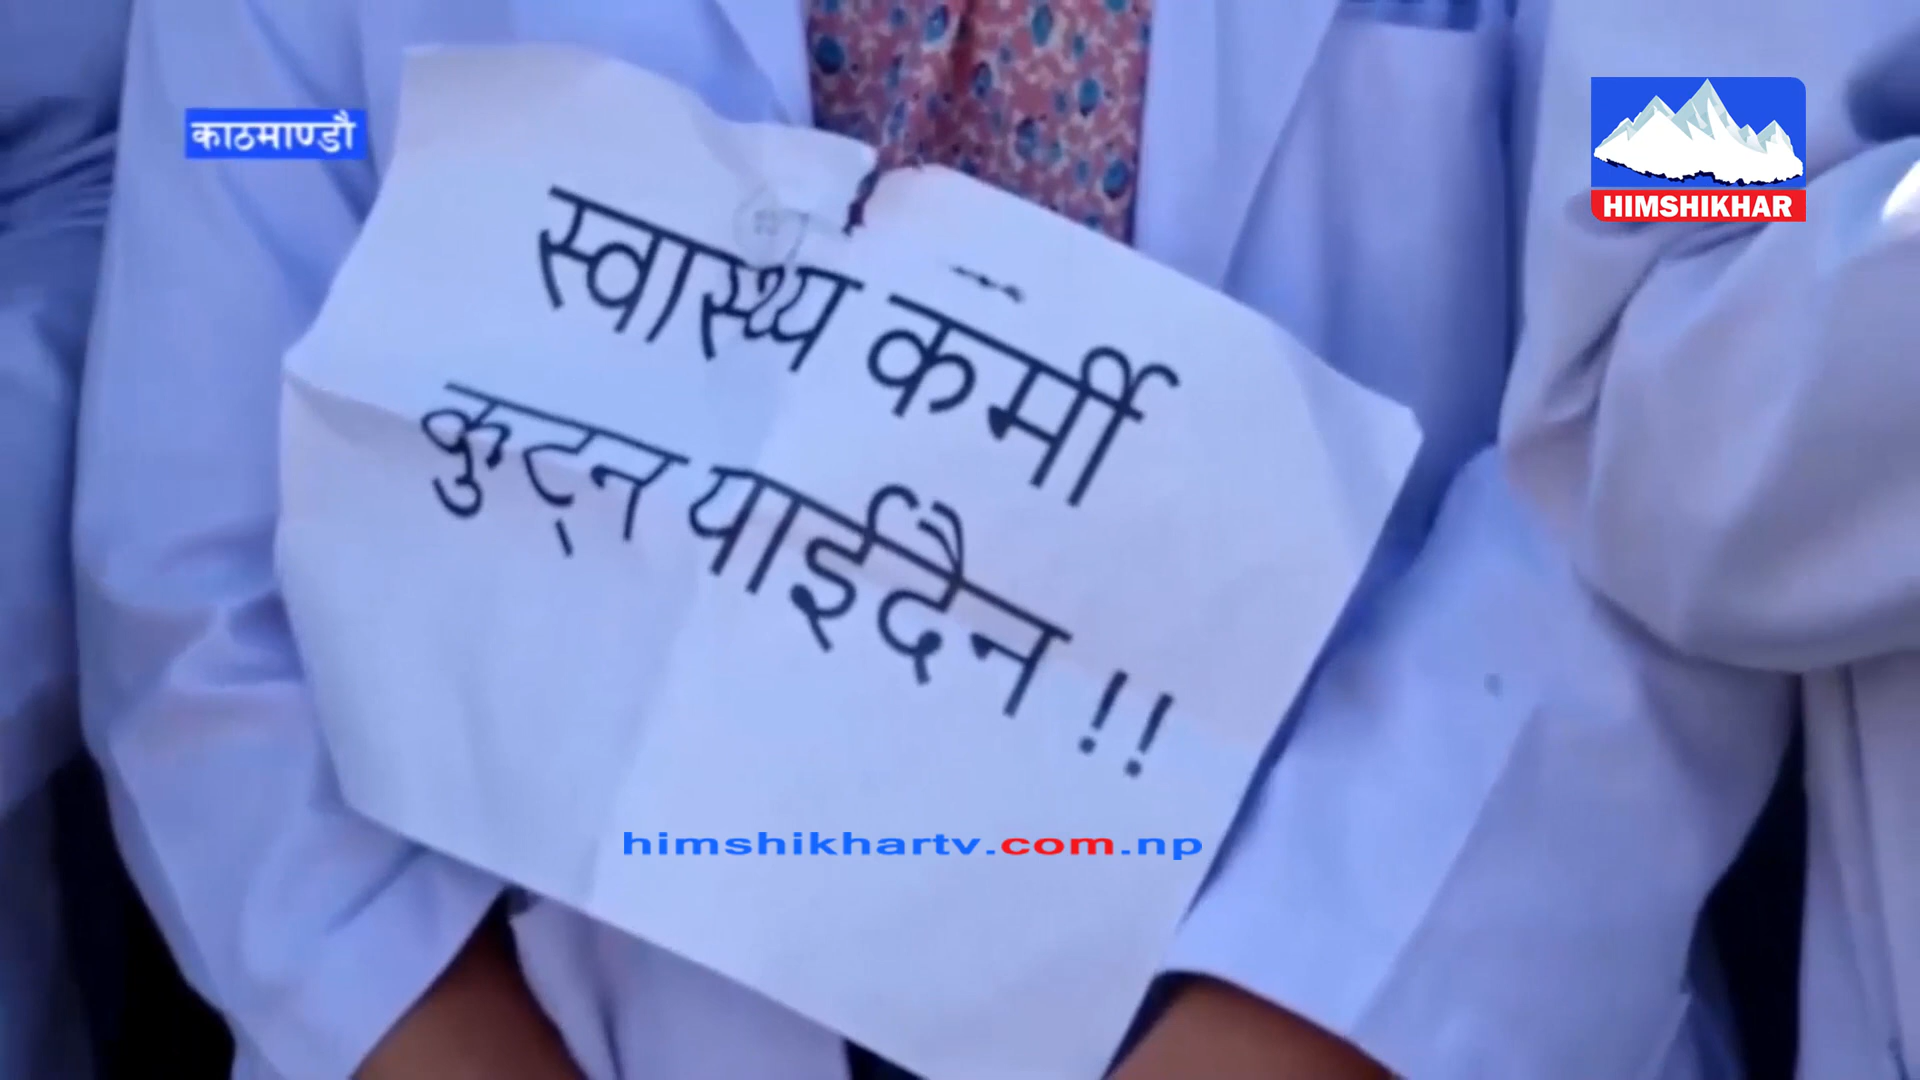 काठमाण्डौ
HIMSHIKHAR
स्वास्थ्य कर्मी
कुट्न पाईदैन !!
himshikhartv.com.np